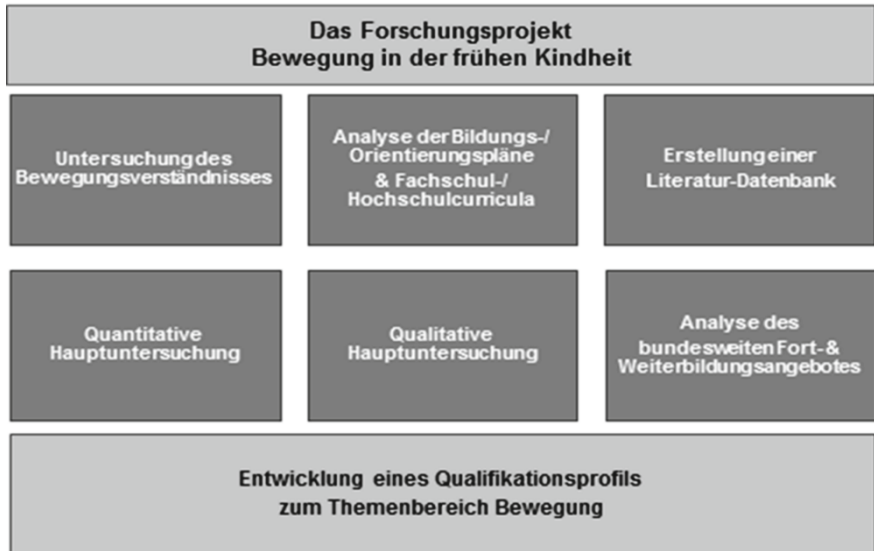 Das Forschungsprojekt
Bewegung in der frühen Kindheit
Untersuchung des
Bewegungsverständnisses
Analyse der Bildungs-/
Orientierungspläne
& Fachschul-/
Hochschulcurricula
Erstellung einer
Literatur-Datenbank
Quantitative
Hauptuntersuchung
Qualitative
Hauptuntersuchung
Analyse des
bundesweiten Fort- &
Weiterbildungsangebotes
Entwicklung eines Qualifikationsprofils
zum Themenbereich Bewegung